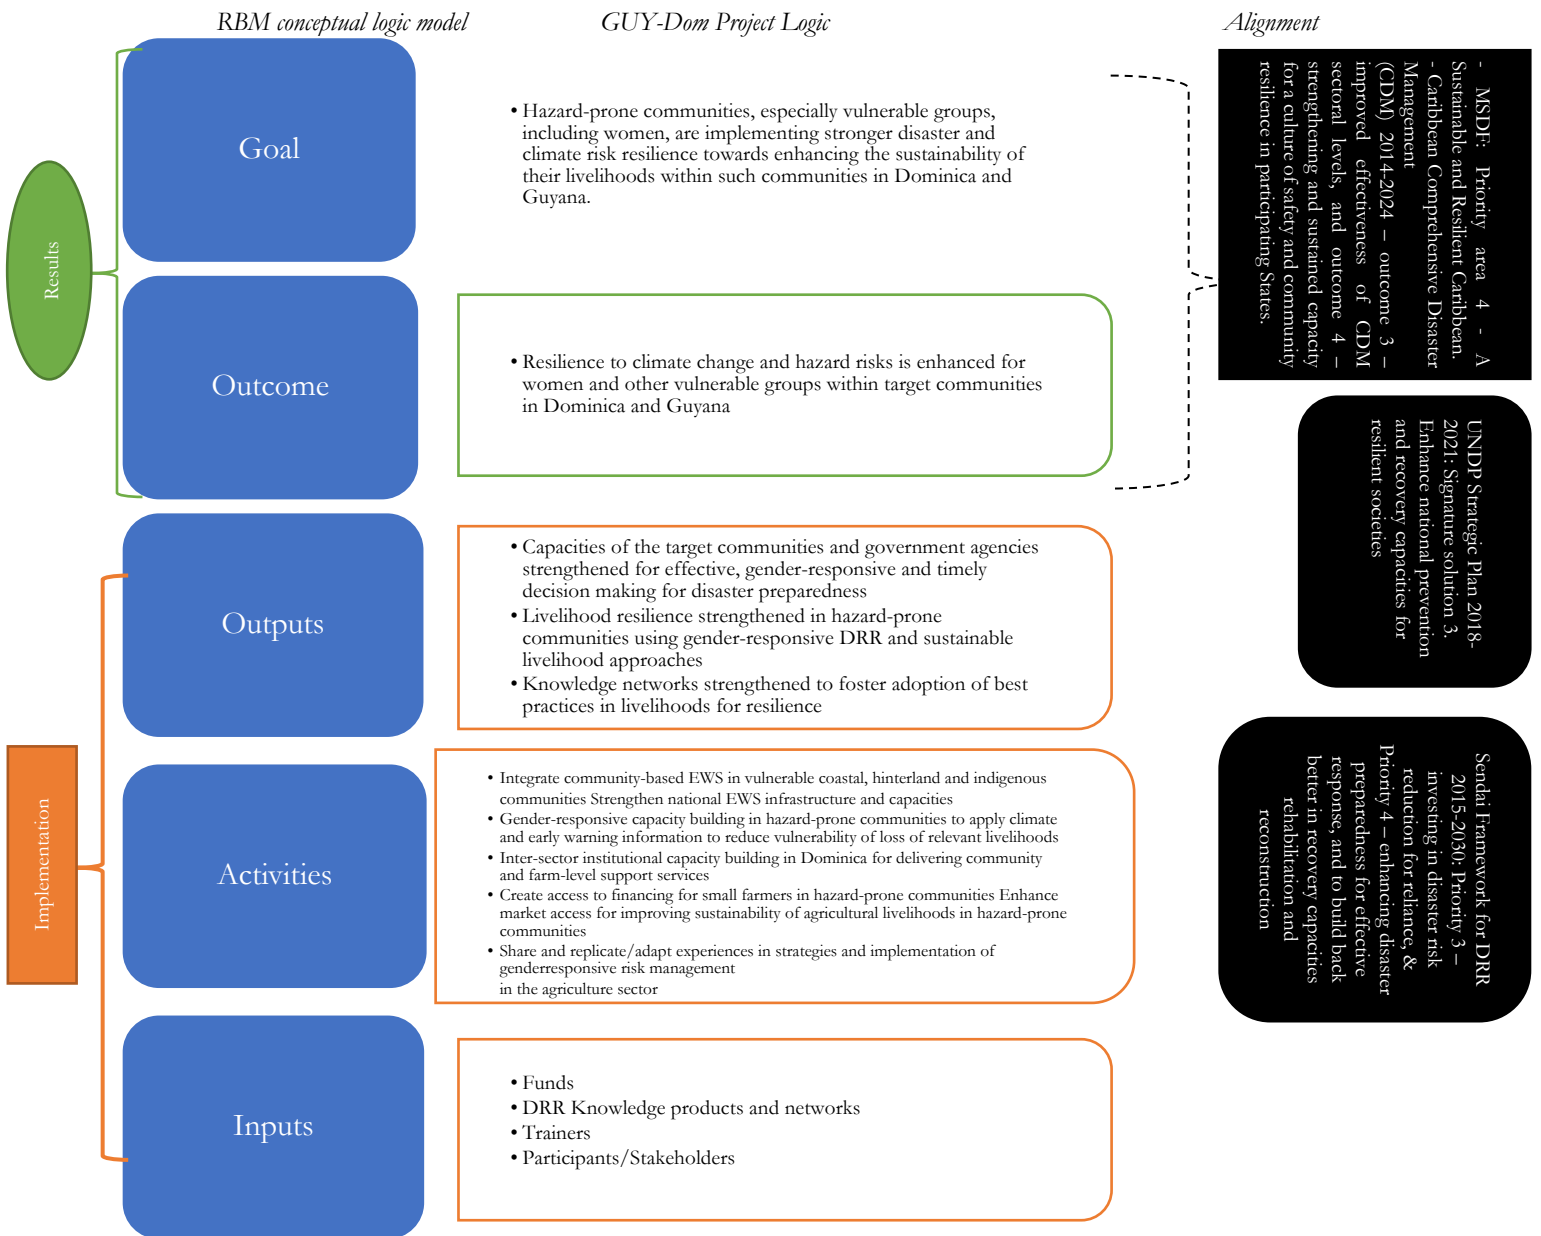 RBM conceptual logic model
GUY-Dom Project Logic
Alignment
Results
Goal
• Hazard-prone communities, especially vulnerable groups,
including women, are implementing stronger disaster and
climate risk resilience towards enhancing the sustainability of
their livelihoods within such communities in Dominica and
Guyana.
Outcome
• Resilience to climate change and hazard risks is enhanced for
women and other vulnerable groups within target communities
in Dominica and Guyana
Implementation
Outputs
• Capacities of the target communities and government agencies
strengthened for effective, gender-responsive and timely
decision making for disaster preparedness
• Livelihood resilience strengthened in hazard-prone
communities using gender-responsive DRR and sustainable
livelihood approaches
• Knowledge networks strengthened to foster adoption of best
practices in livelihoods for resilience
Activities
• Integrate community-based EWS in vulnerable coastal, hinterland and indigenous
communities Strengthen national EWS infrastructure and capacities
• Gender-responsive capacity building in hazard-prone communities to apply climate
and early warning information to reduce vulnerability of loss of relevant livelihoods
• Inter-sector institutional capacity building in Dominica for delivering community
and farm-level support services
• Create access to financing for small farmers in hazard-prone communities Enhance
market access for improving sustainability of agricultural livelihoods in hazard-prone
communities
• Share and replicate/adapt experiences in strategies and implementation of
genderresponsive risk management
in the agriculture sector
Inputs
• Funds
• DRR Knowledge products and networks
• Trainers
• Participants/Stakeholders
- MSDF: Priority area 4 - A
Sustainable and Resilient Caribbean.
- Caribbean Comprehensive Disaster
Management
(CDM) 2014-2024 – outcome 3 –
improved effectiveness of CDM
sectoral levels, and outcome 4 –
strengthening and sustained capacity
for a culture of safety and community
resilience in participating States.
UNDP Strategic Plan 2018-
2021: Signature solution 3.
Enhance national prevention
and recovery capacities for
resilient societies
Sendai Framework for DRR
2015-2030: Priority 3 –
investing in disaster risk
reduction for reliance, &
Priority 4 – enhancing disaster
preparedness for effective
response, and to build back
better in recovery capacities
rehabilitation and
reconstruction